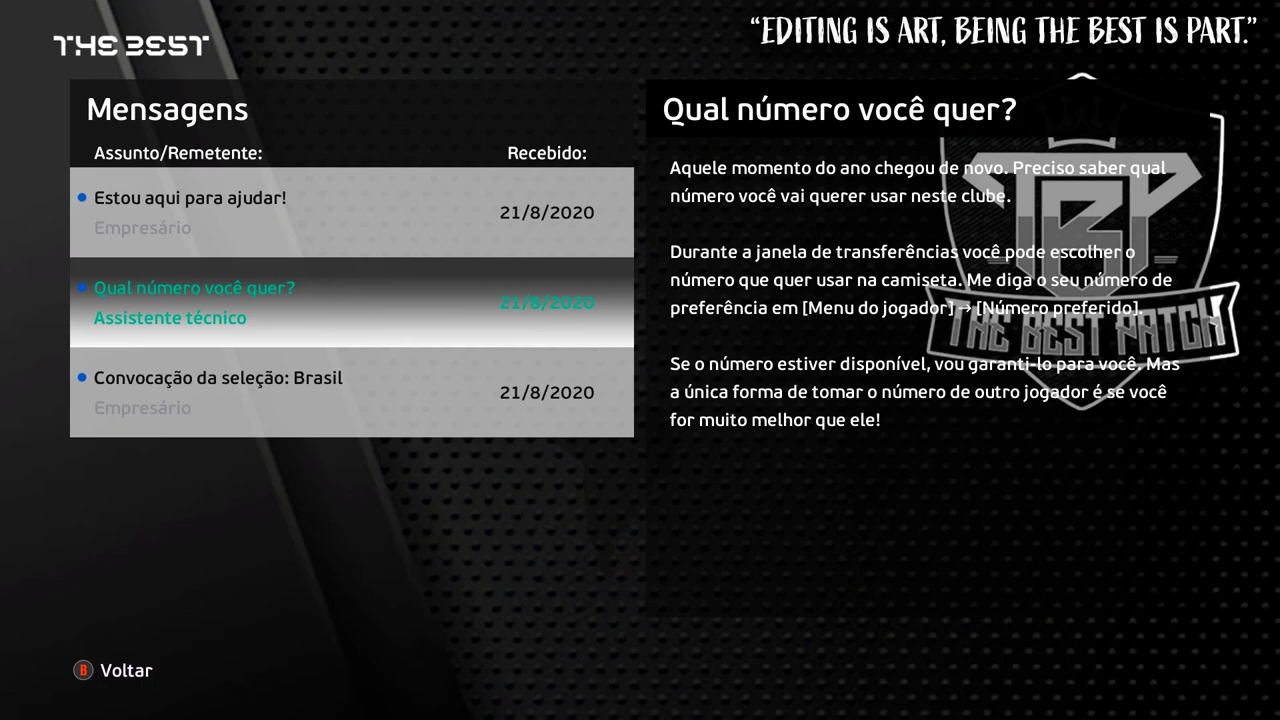 THE BEST
“EDITING IS ART, BEING THE BEST IS PART.”
Mensagens
Assunto/Remetente: Recebido:
Estou aqui para ajudar!
Empresário
21/8/2020
Qual número você quer?
Assistente técnico
21/8/2020
Convocação da seleção: Brasil
Empresário
21/8/2020
Qual número você quer?
Aquele momento do ano chegou de novo. Preciso saber qual
número você vai querer usar neste clube.
Durante a janela de transferências você pode escolher o
número que quer usar na camiseta. Me diga o seu número de
preferência em [Menu do jogador] → [Número preferido].
Se o número estiver disponível, vou garanti-lo para você. Mas
a única forma de tomar o número de outro jogador é se você
for muito melhor que ele!
TBP
THE BEST PATCH
B Voltar